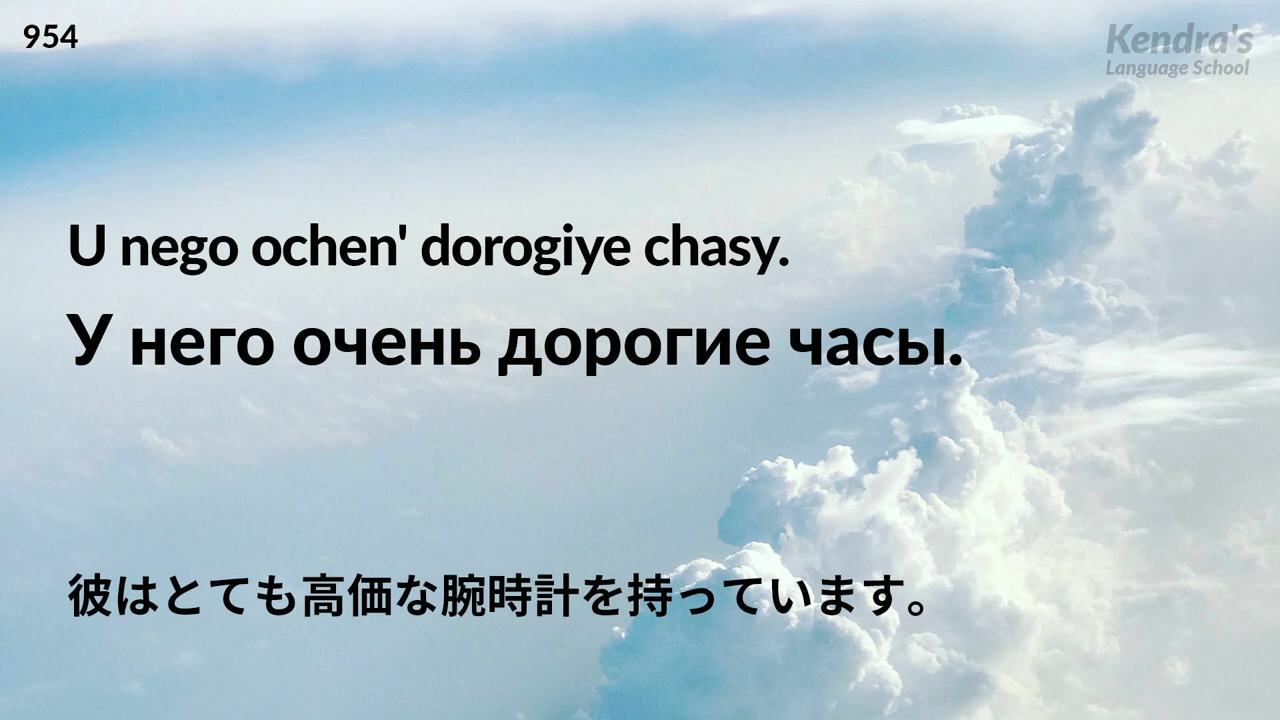 954
Kendra's
Language School
U nego ochen' dorogiye chasy.
У него очень дорогие часы.
彼はとても高価な腕時計を持っています。